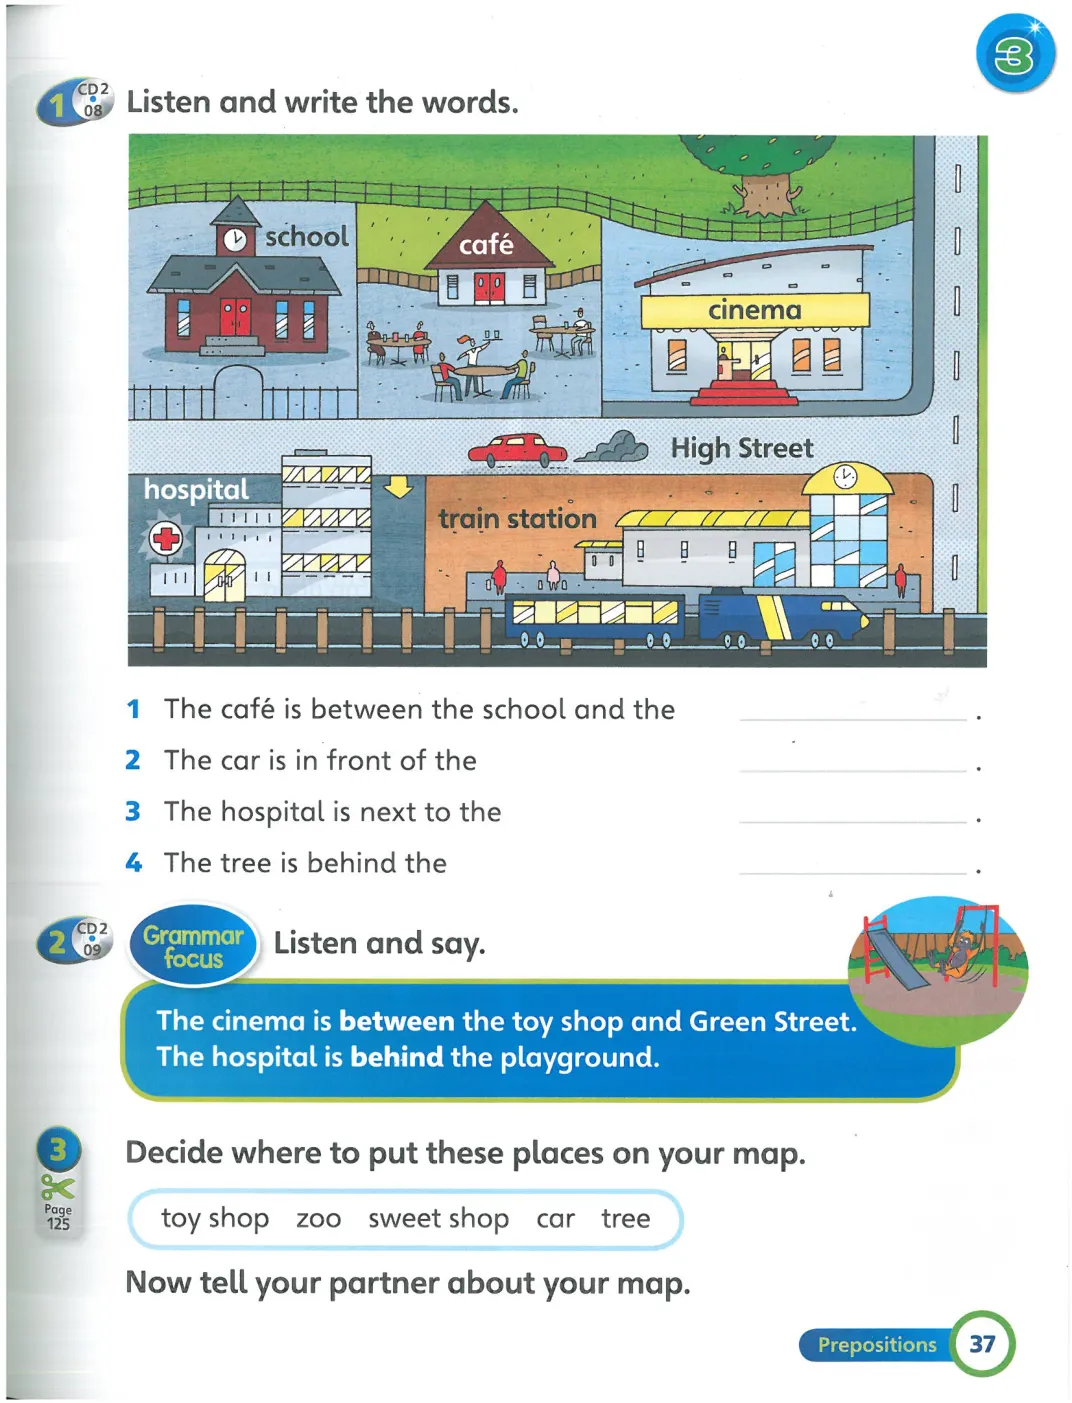 3
1 CD2 08 Listen and write the words.
school
café
cinema
High Street
hospital
train station
1 The café is between the school and the ____________ .
2 The car is in front of the ____________ .
3 The hospital is next to the ____________ .
4 The tree is behind the ____________ .
2 CD2 09 Grammar focus Listen and say.
The cinema is between the toy shop and Green Street.
The hospital is behind the playground.
3 Page 125 Decide where to put these places on your map.
toy shop zoo sweet shop car tree
Now tell your partner about your map.
Prepositions 37